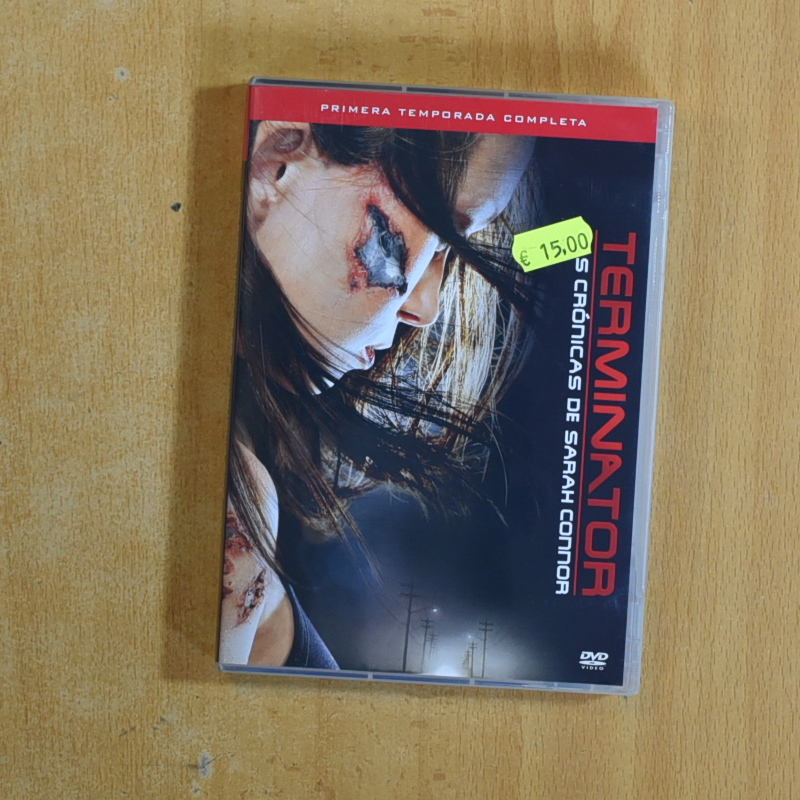 PRIMERA TEMPORADA COMPLETA
€ 15,00
TERMINATOR
S CRÓNICAS DE SARAH CONNOR
DVD
VIDEO